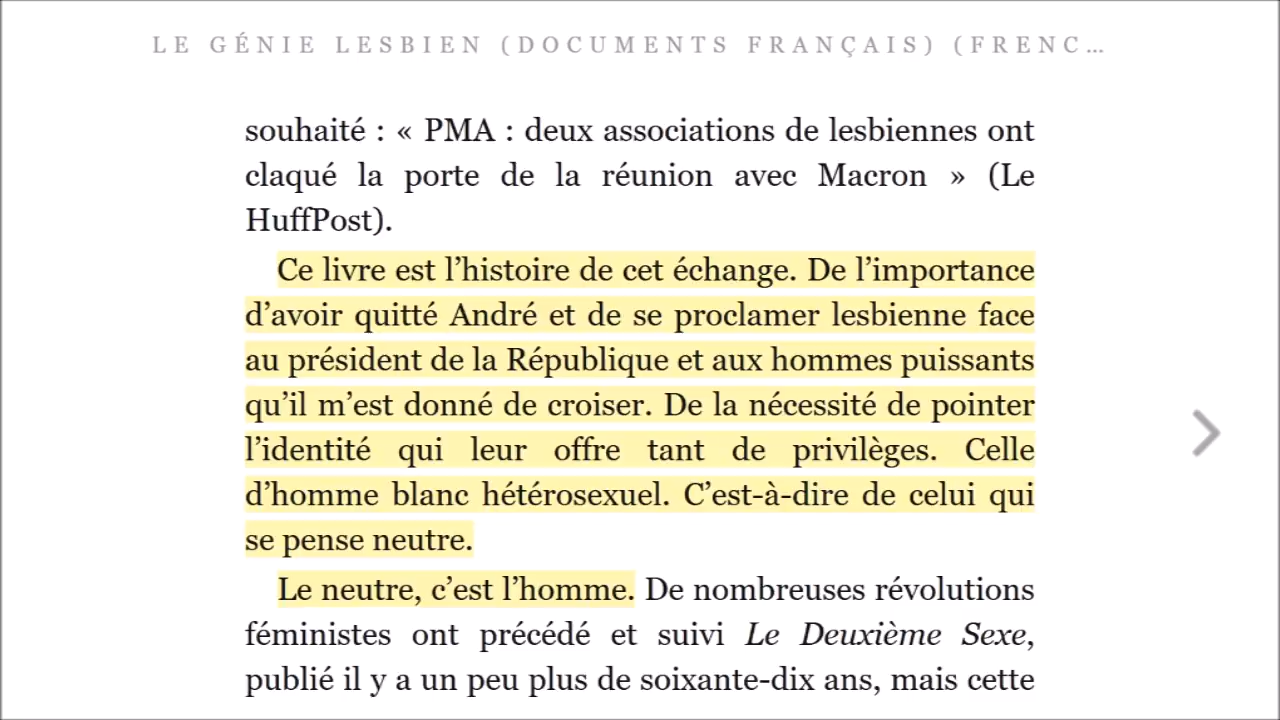 LE GÉNIE LESBIEN (DOCUMENTS FRANÇAIS) (FRENC...
souhaité : « PMA : deux associations de lesbiennes ont
claqué la porte de la réunion avec Macron » (Le
HuffPost).
Ce livre est l’histoire de cet échange. De l’importance
d’avoir quitté André et de se proclamer lesbienne face
au président de la République et aux hommes puissants
qu’il m’est donné de croiser. De la nécessité de pointer
l’identité qui leur offre tant de privilèges. Celle
d’homme blanc hétérosexuel. C’est-à-dire de celui qui
se pense neutre.
Le neutre, c’est l’homme. De nombreuses révolutions
féministes ont précédé et suivi Le Deuxième Sexe,
publié il y a un peu plus de soixante-dix ans, mais cette